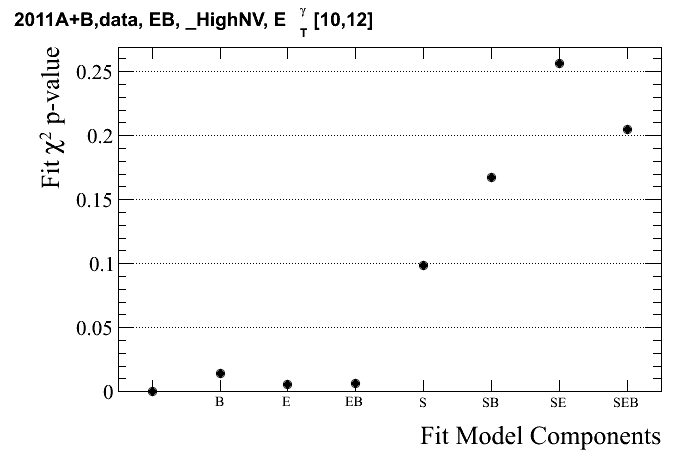 2011A+B,data, EB, _HighNV, E γ T [10,12]
Fit χ² p-value
0.25
0.2
0.15
0.1
0.05
0
B E EB S SB SE SEB
Fit Model Components